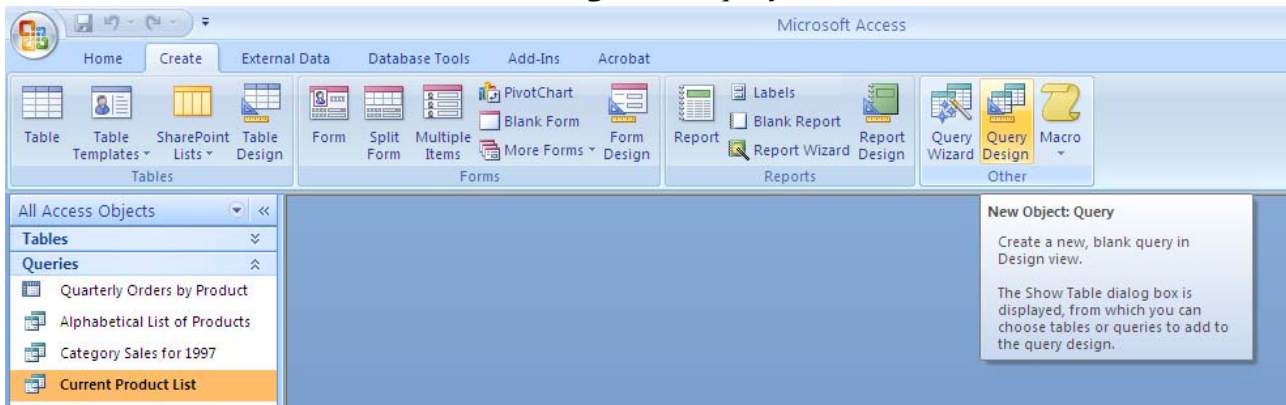 Microsoft Access
Home Create External Data Database Tools Add-Ins Acrobat
Table
Table Templates
SharePoint Lists
Table Design
Tables
Form
Split Form
Multiple Items
PivotChart
Blank Form
More Forms
Form Design
Forms
Report
Labels
Blank Report
Report Wizard
Report Design
Reports
Query Wizard
Query Design
Macro
Other
All Access Objects
Tables
Queries
Quarterly Orders by Product
Alphabetical List of Products
Category Sales for 1997
Current Product List
New Object: Query
Create a new, blank query in
Design view.
The Show Table dialog box is
displayed, from which you can
choose tables or queries to add to
the query design.